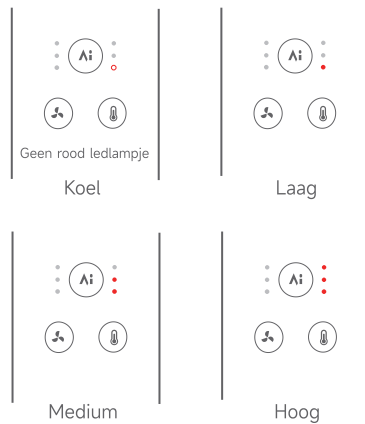 Ai
Ai
Geen rood ledlampje
Koel
Laag
Ai
Ai
Medium
Hoog